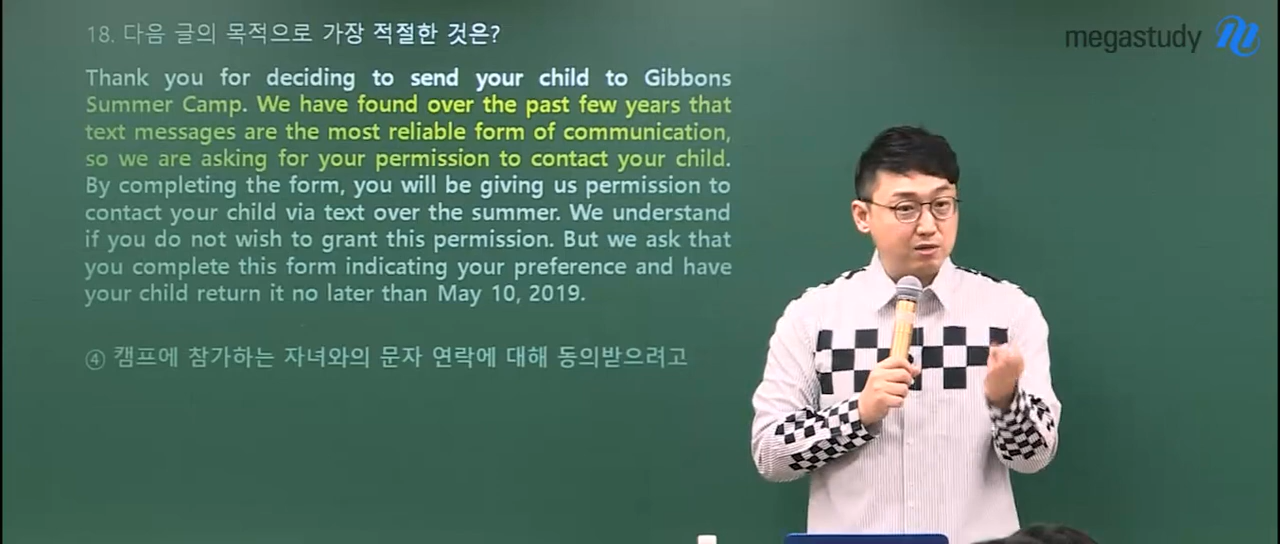 18. 다음 글의 목적으로 가장 적절한 것은?
megastudy
Thank you for deciding to send your child to Gibbons
Summer Camp. We have found over the past few years that
text messages are the most reliable form of communication,
so we are asking for your permission to contact your child.
By completing the form, you will be giving us permission to
contact your child via text over the summer. We understand
if you do not wish to grant this permission. But we ask that
you complete this form indicating your preference and have
your child return it no later than May 10, 2019.
④ 캠프에 참가하는 자녀와의 문자 연락에 대해 동의받으려고